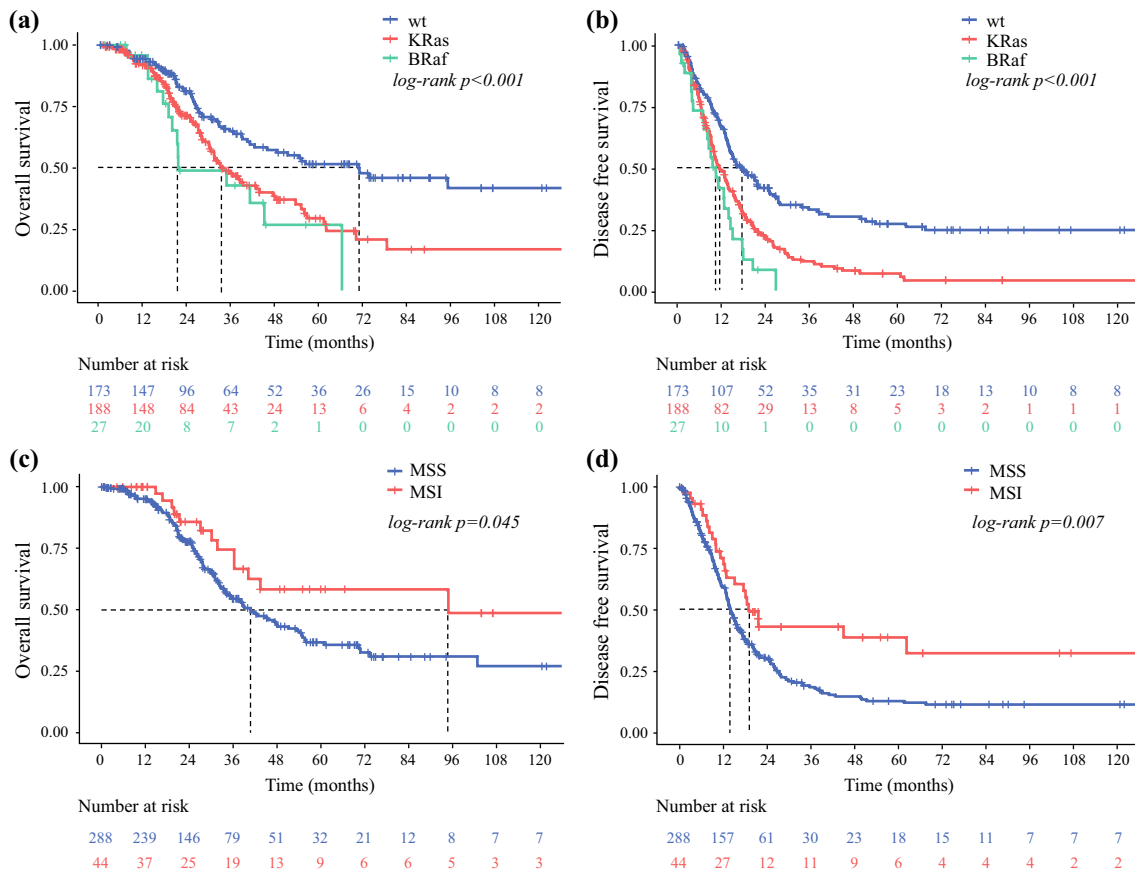 (a)
wt
KRas
BRaf
log-rank p<0.001
Overall survival
1.00
0.75
0.50
0.25
0.00
0 12 24 36 48 60 72 84 96 108 120
Time (months)
Number at risk
173 147 96 64 52 36 26 15 10 8 8
188 148 84 43 24 13 6 4 2 2 2
27 20 8 7 2 1 0 0 0 0 0
(b)
wt
KRas
BRaf
log-rank p<0.001
Disease free survival
1.00
0.75
0.50
0.25
0.00
0 12 24 36 48 60 72 84 96 108 120
Time (months)
Number at risk
173 107 52 35 31 23 18 13 10 8 8
188 82 29 13 8 5 3 2 1 1 1
27 10 1 0 0 0 0 0 0 0 0
(c)
MSS
MSI
log-rank p=0.045
Overall survival
1.00
0.75
0.50
0.25
0.00
0 12 24 36 48 60 72 84 96 108 120
Time (months)
Number at risk
288 239 146 79 51 32 21 12 8 7 7
44 37 25 19 13 9 6 6 5 3 3
(d)
MSS
MSI
log-rank p=0.007
Disease free survival
1.00
0.75
0.50
0.25
0.00
0 12 24 36 48 60 72 84 96 108 120
Time (months)
Number at risk
288 157 61 30 23 18 15 11 7 7 7
44 27 12 11 9 6 4 4 4 2 2